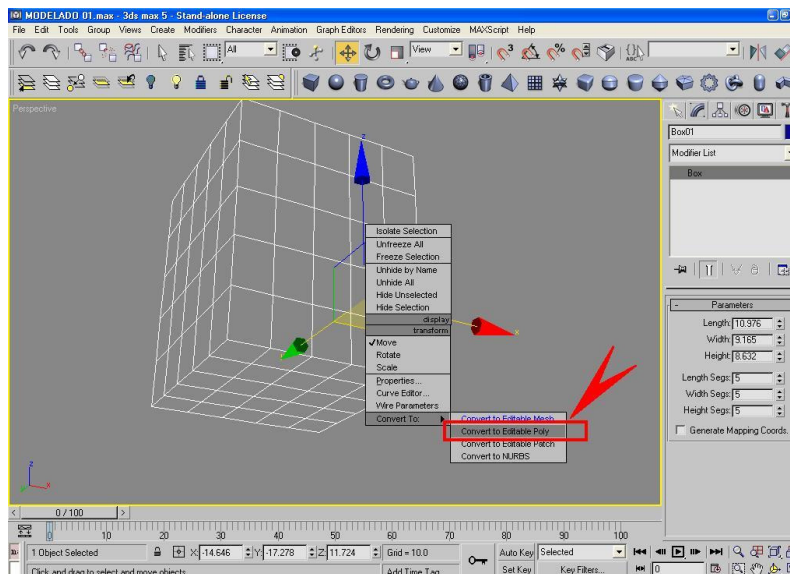 MODELADO 01.max - 3ds max 5 - Stand-alone License
File Edit Tools Group Views Create Modifiers Character Animation Graph Editors Rendering Customize MAXScript Help
All
View
Perspective
z
x
Box01
Modifier List
Box
Isolate Selection
Unfreeze All
Freeze Selection
Unhide by Name
Unhide All
Hide Unselected
Hide Selection
display
transform
Move
Rotate
Scale
Properties...
Curve Editor...
Wire Parameters
Convert To:
Convert to Editable Mesh
Convert to Editable Poly
Convert to Editable Patch
Convert to NURBS
- Parameters
Length: 10.976
Width: 9.165
Height: 8.632
Length Segs: 5
Width Segs: 5
Height Segs: 5
Generate Mapping Coords.
z
y x
< 0 / 100 >
0 10 20 30 40 50 60 70 80 90 100
1 Object Selected X: -14.646 Y: -17.278 Z: 11.724 Grid = 10.0 Auto Key Selected
Click and drag to select and move objects Add Time Tag Set Key Key Filters... 0